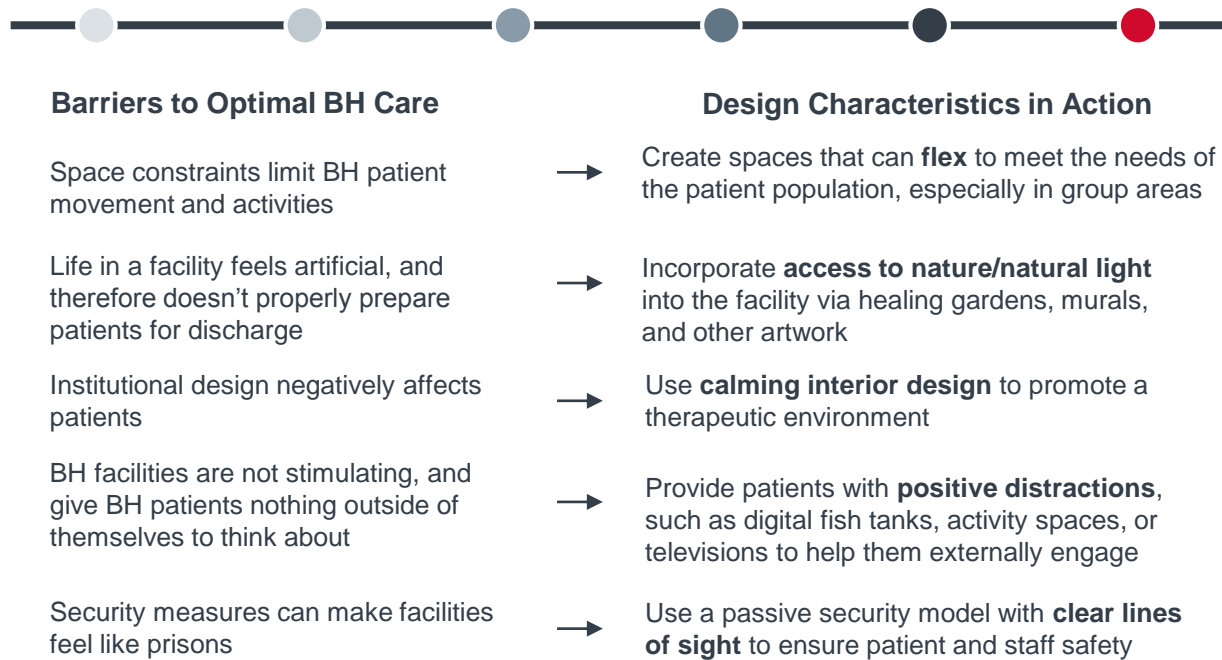 Barriers to Optimal BH Care
Design Characteristics in Action
Space constraints limit BH patient
movement and activities
Create spaces that can flex to meet the needs of
the patient population, especially in group areas
Life in a facility feels artificial, and
therefore doesn’t properly prepare
patients for discharge
Incorporate access to nature/natural light
into the facility via healing gardens, murals,
and other artwork
Institutional design negatively affects
patients
Use calming interior design to promote a
therapeutic environment
BH facilities are not stimulating, and
give BH patients nothing outside of
themselves to think about
Provide patients with positive distractions,
such as digital fish tanks, activity spaces, or
televisions to help them externally engage
Security measures can make facilities
feel like prisons
Use a passive security model with clear lines
of sight to ensure patient and staff safety